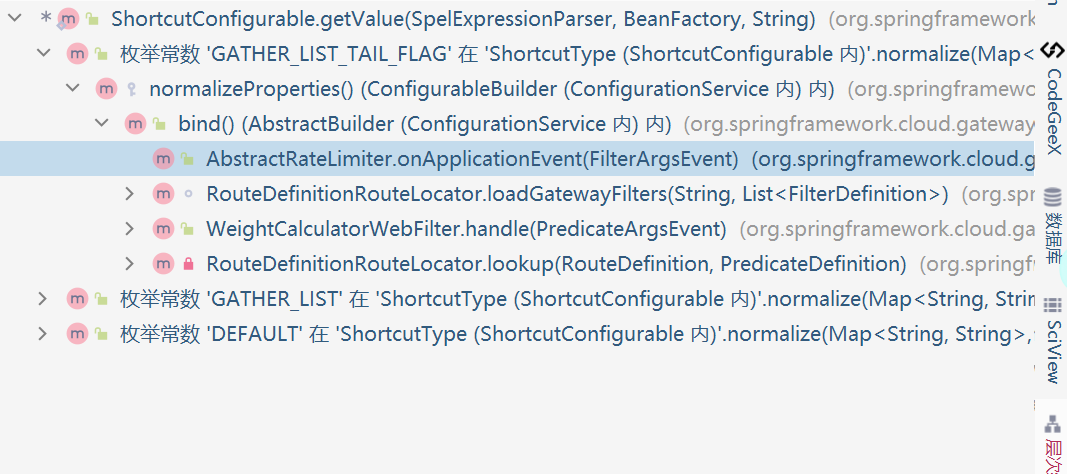 ShortcutConfigurable.getValue(SpelExpressionParser, BeanFactory, String) (org.springframework
枚举常数 'GATHER_LIST_TAIL_FLAG' 在 'ShortcutType (ShortcutConfigurable 内)'.normalize(Map<
normalizeProperties() (ConfigurableBuilder (ConfigurationService 内) 内) (org.springframework
bind() (AbstractBuilder (ConfigurationService 内) 内) (org.springframework.cloud.gateway
AbstractRateLimiter.onApplicationEvent(FilterArgsEvent) (org.springframework.cloud.g
RouteDefinitionRouteLocator.loadGatewayFilters(String, List<FilterDefinition>) (org.spr
WeightCalculatorWebFilter.handle(PredicateArgsEvent) (org.springframework.cloud.ga
RouteDefinitionRouteLocator.lookup(RouteDefinition, PredicateDefinition) (org.springf
枚举常数 'GATHER_LIST' 在 'ShortcutType (ShortcutConfigurable 内)'.normalize(Map<String, Strin
枚举常数 'DEFAULT' 在 'ShortcutType (ShortcutConfigurable 内)'.normalize(Map<String, String>,
CodeGeeX
数据库
SciView
层次